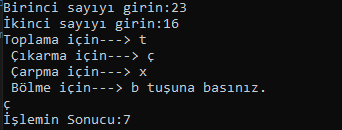 Birinci sayıyı girin:23
İkinci sayıyı girin:16
Toplama için---> t
Çıkarma için---> ç
Çarpma için---> x
Bölme için---> b tuşuna basınız.
ç
İşlemin Sonucu:7